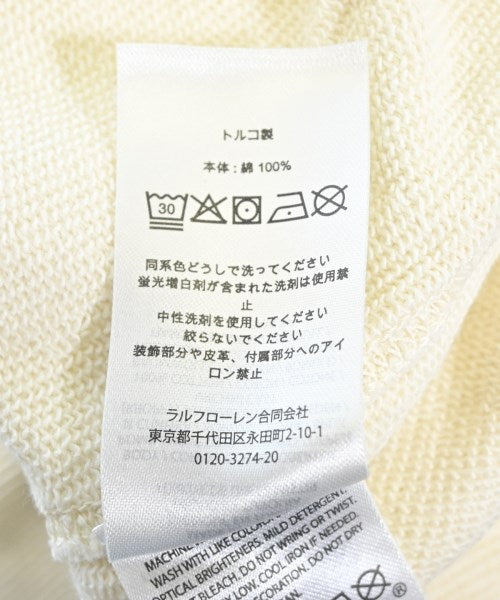 トルコ製
本体：綿 100%
30
同系色どうしで洗ってください
蛍光増白剤が含まれた洗剤は使用禁
止
中性洗剤を使用してください
絞らないでください
装飾部分や皮革、付属部分へのアイ
ロン禁止
ラルフローレン合同会社
東京都千代田区永田町2-10-1
0120-3274-20
MACHINE
WASH WITH LIKE COLORS
OPTICAL BRIGHTENERS. MILD DETERGENT.
BLEACH. DO NOT WRING OR TWIST.
LOW. COOL IRON IF NEEDED.
DECORATION. DO NOT DRY
®